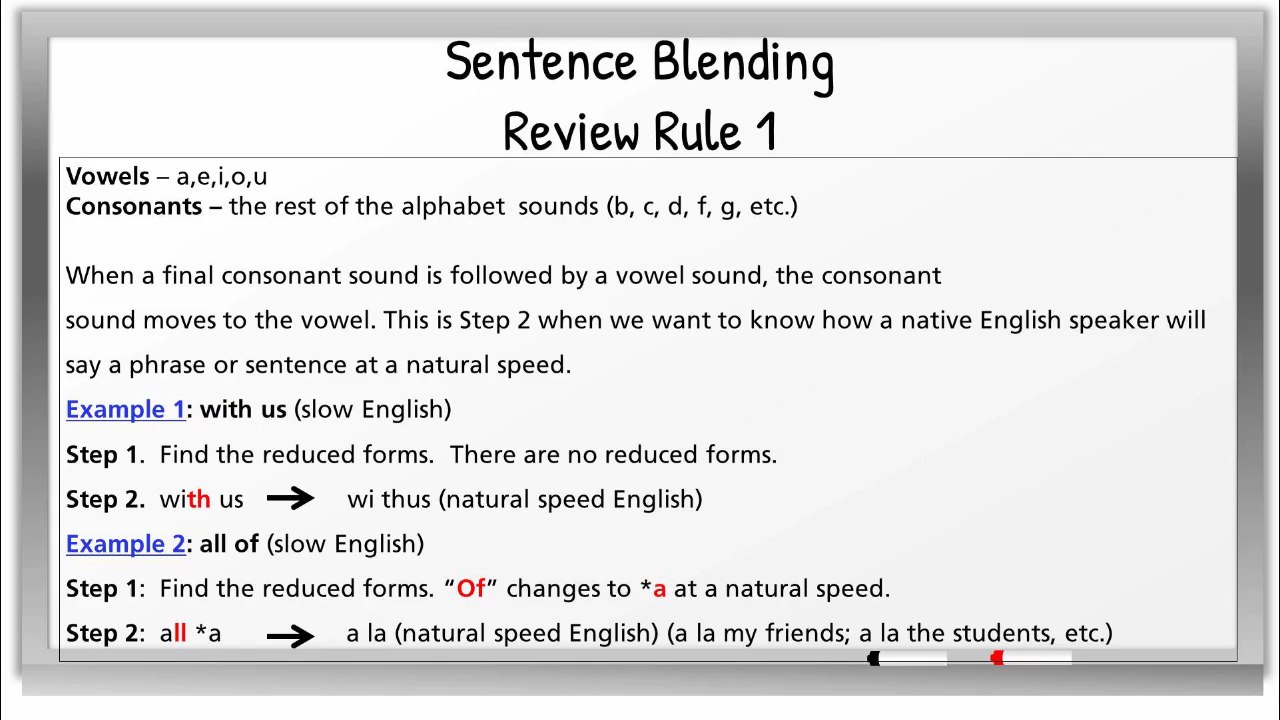 Sentence Blending
Review Rule 1
Vowels – a,e,i,o,u
Consonants – the rest of the alphabet  sounds (b, c, d, f, g, etc.)
When a final consonant sound is followed by a vowel sound, the consonant
sound moves to the vowel. This is Step 2 when we want to know how a native English speaker will
say a phrase or sentence at a natural speed.
Example 1: with us (slow English)
Step 1.  Find the reduced forms.  There are no reduced forms.
Step 2.  with us → wi thus (natural speed English)
Example 2: all of (slow English)
Step 1:  Find the reduced forms. “Of” changes to *a at a natural speed.
Step 2:  all *a → a la (natural speed English) (a la my friends; a la the students, etc.)